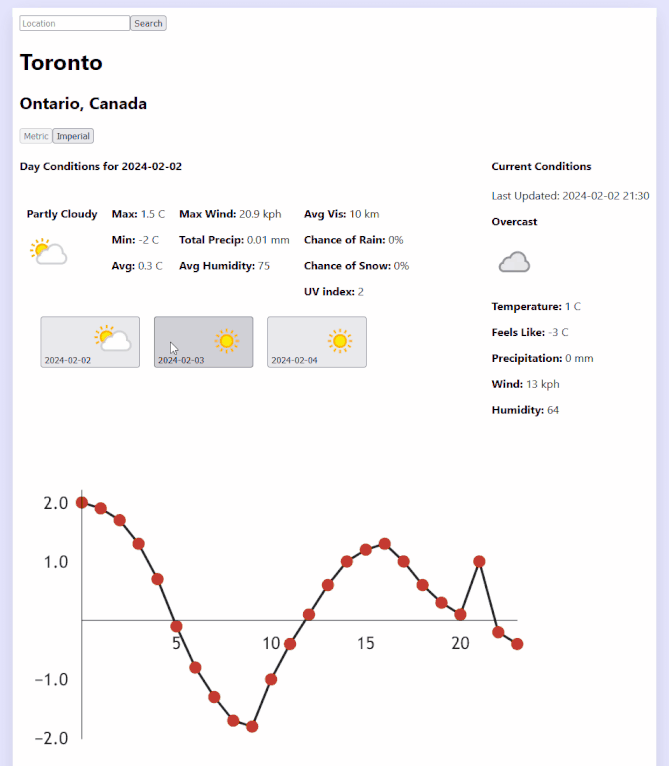 Location Search
Toronto
Ontario, Canada
Metric Imperial
Day Conditions for 2024-02-02
Partly Cloudy
Max: 1.5 C
Min: -2 C
Avg: 0.3 C
Max Wind: 20.9 kph
Total Precip: 0.01 mm
Avg Humidity: 75
Avg Vis: 10 km
Chance of Rain: 0%
Chance of Snow: 0%
UV index: 2
2024-02-02
2024-02-03
2024-02-04
Current Conditions
Last Updated: 2024-02-02 21:30
Overcast
Temperature: 1 C
Feels Like: -3 C
Precipitation: 0 mm
Wind: 13 kph
Humidity: 64
2.0
1.0
−1.0
−2.0
5 10 15 20